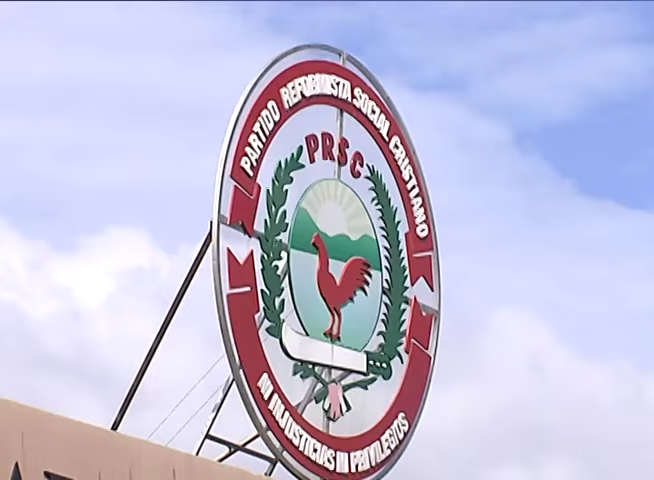 PARTIDO REFORMISTA SOCIAL CRISTIANO
PRSC
NI INJUSTICIAS NI PRIVILEGIOS